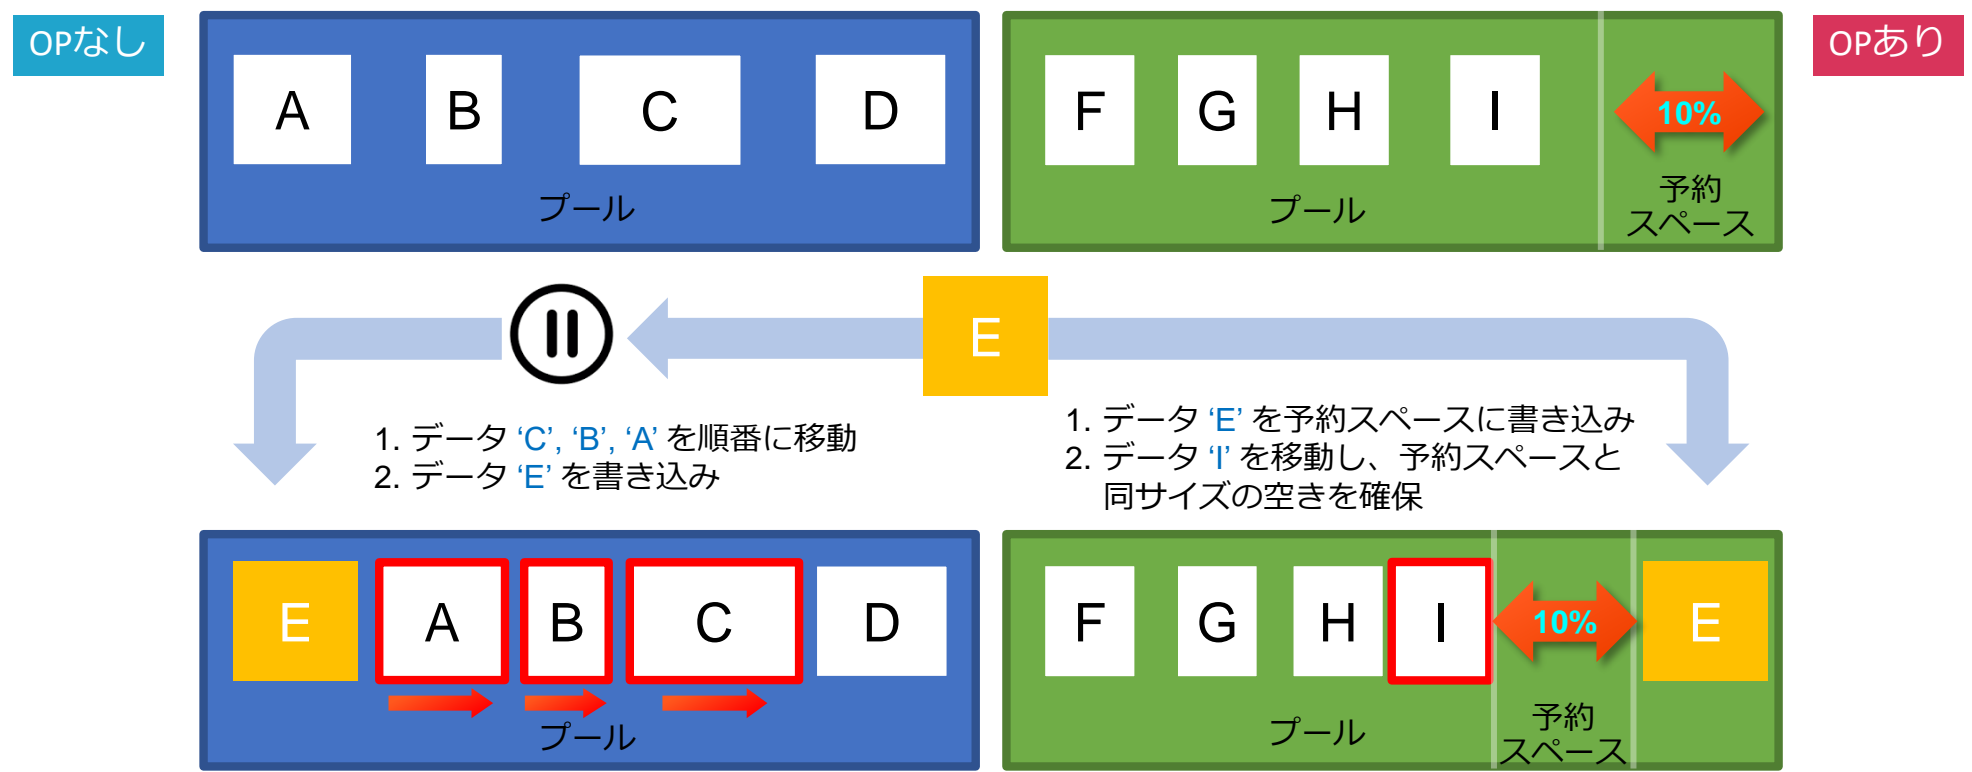 OPなし
A
B
C
D
プール
F
G
H
I
10%
プール
予約
スペース
OPあり
E
1. データ ‘C’, ‘B’, ‘A’ を順番に移動
2. データ ‘E’ を書き込み
1. データ ‘E’ を予約スペースに書き込み
2. データ ‘I’ を移動し、予約スペースと
同サイズの空きを確保
E
A
B
C
D
プール
F
G
H
I
10%
E
プール
予約
スペース